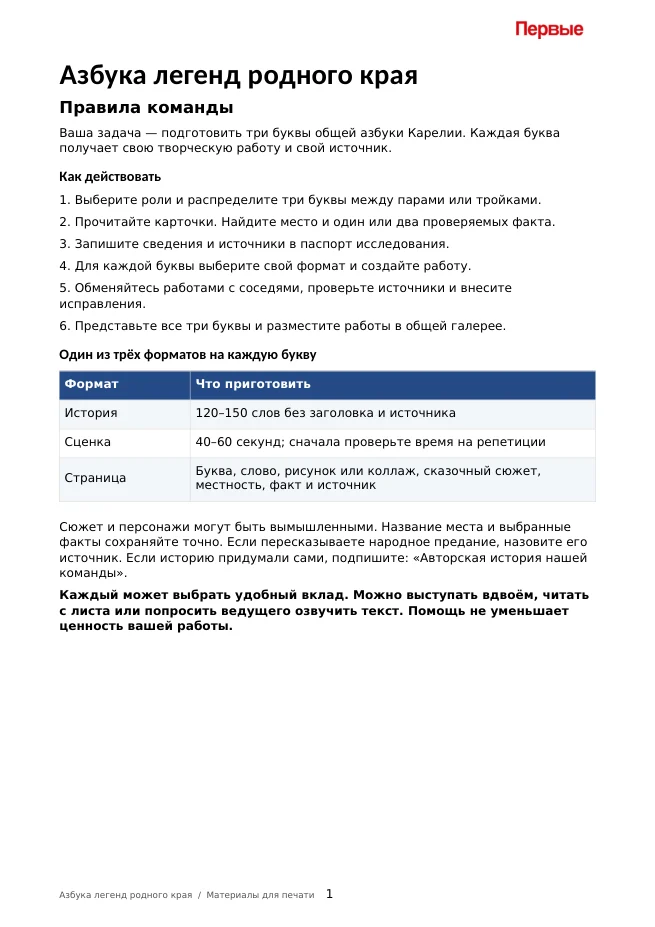 Первые
Азбука легенд родного края
Правила команды
Ваша задача — подготовить три буквы общей азбуки Карелии. Каждая буква
получает свою творческую работу и свой источник.
Как действовать
1. Выберите роли и распределите три буквы между парами или тройками.
2. Прочитайте карточки. Найдите место и один или два проверяемых факта.
3. Запишите сведения и источники в паспорт исследования.
4. Для каждой буквы выберите свой формат и создайте работу.
5. Обменяйтесь работами с соседями, проверьте источники и внесите
исправления.
6. Представьте все три буквы и разместите работы в общей галерее.
Один из трёх форматов на каждую букву
Формат Что приготовить
История 120–150 слов без заголовка и источника
Сценка 40–60 секунд; сначала проверьте время на репетиции
Страница Буква, слово, рисунок или коллаж, сказочный сюжет,
местность, факт и источник
Сюжет и персонажи могут быть вымышленными. Название места и выбранные
факты сохраняйте точно. Если пересказываете народное предание, назовите его
источник. Если историю придумали сами, подпишите: «Авторская история нашей
команды».
Каждый может выбрать удобный вклад. Можно выступать вдвоём, читать
с листа или попросить ведущего озвучить текст. Помощь не уменьшает
ценность вашей работы.
Азбука легенд родного края / Материалы для печати 1